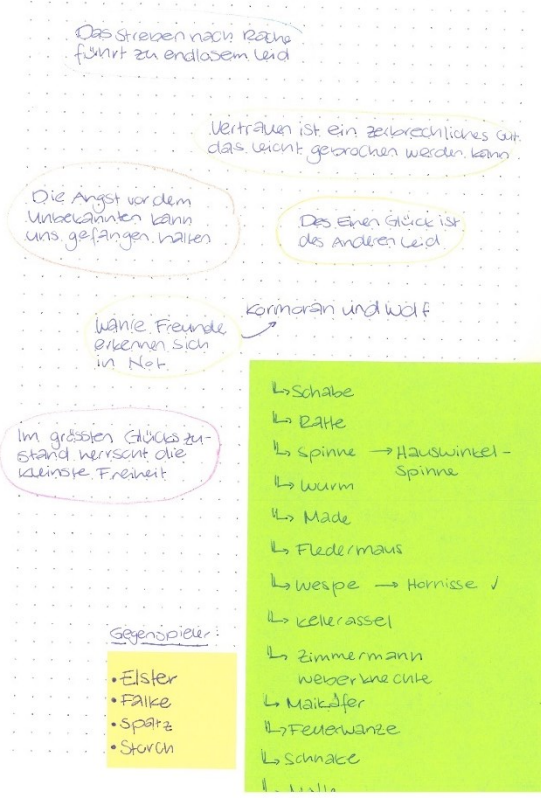 Das Streben nach Rache
führt zu endlosem Leid
Vertrauen ist ein zerbrechliches Gut
das leicht gebrochen werden kann
Die Angst vor dem
Unbekannten kann
uns gefangen halten
Des Einen Glück ist
des Anderen Leid
Kormoran und Wolf
Wahre Freunde
erkennen sich
in Not
Im grössten Glückszu-
stand herrscht die
kleinste Freiheit
↳ Schabe
↳ Ratte
↳ Spinne → Hauswinkel-
spinne
↳ Wurm
↳ Made
↳ Fledermaus
↳ Wespe → Hornisse ✓
↳ Kellerassel
↳ Zimmermann
Weberknechte
↳ Maikäfer
↳ Feuerwanze
↳ Schnake
Gegenspieler:
• Elster
• Falke
• Spatz
• Storch